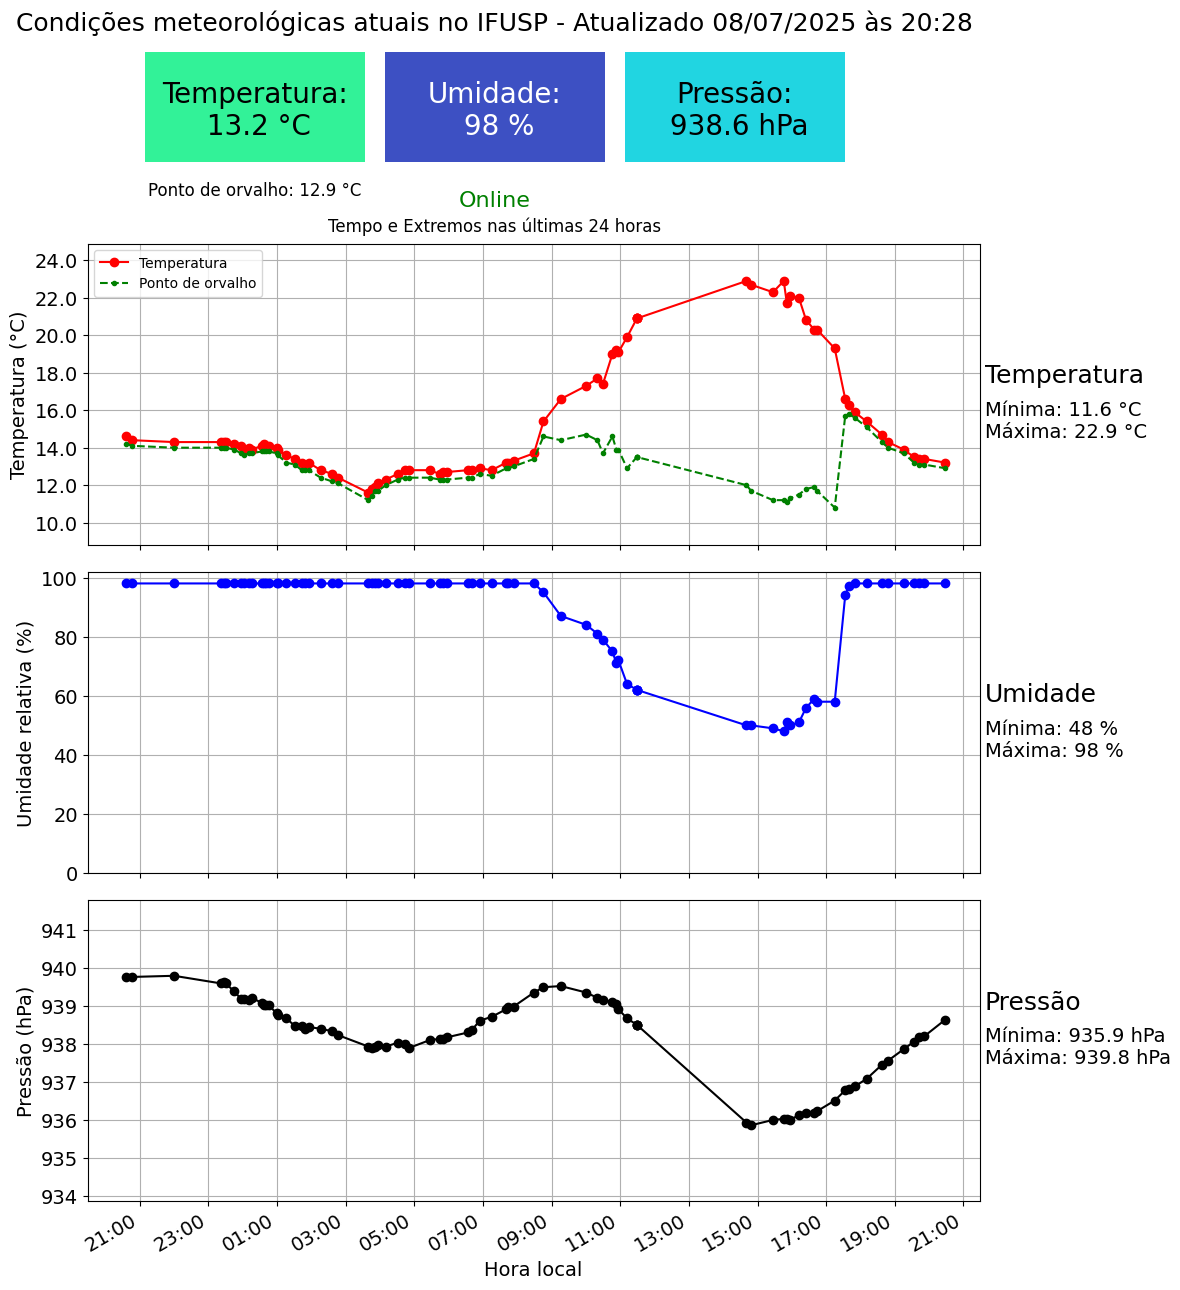 Condições meteorológicas atuais no IFUSP - Atualizado 08/07/2025 às 20:28
Temperatura:
13.2 °C
Umidade:
98 %
Pressão:
938.6 hPa
Ponto de orvalho: 12.9 °C
Online
Tempo e Extremos nas últimas 24 horas
Temperatura
Ponto de orvalho
Temperatura (°C)
24.0
22.0
20.0
18.0
16.0
14.0
12.0
10.0
Temperatura
Mínima: 11.6 °C
Máxima: 22.9 °C
Umidade relativa (%)
100
80
60
40
20
0
Umidade
Mínima: 48 %
Máxima: 98 %
Pressão (hPa)
941
940
939
938
937
936
935
934
Pressão
Mínima: 935.9 hPa
Máxima: 939.8 hPa
21:00
23:00
01:00
03:00
05:00
07:00
09:00
11:00
13:00
15:00
17:00
19:00
21:00
Hora local